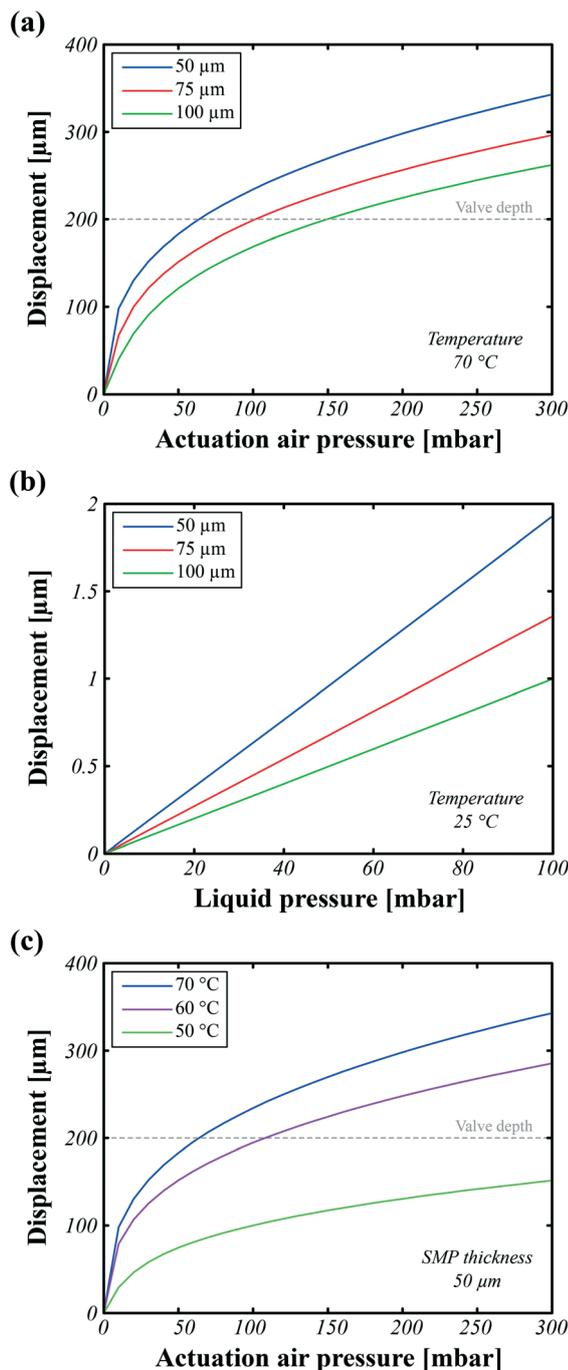 (a)
400
300
200
100
0
Displacement [µm]
50 µm
75 µm
100 µm
Valve depth
Temperature
70 °C
0
50
100
150
200
250
300
Actuation air pressure [mbar]
(b)
2
1.5
1
0.5
0
Displacement [µm]
50 µm
75 µm
100 µm
Temperature
25 °C
0
20
40
60
80
100
Liquid pressure [mbar]
(c)
400
300
200
100
0
Displacement [µm]
70 °C
60 °C
50 °C
Valve depth
SMP thickness
50 µm
0
50
100
150
200
250
300
Actuation air pressure [mbar]